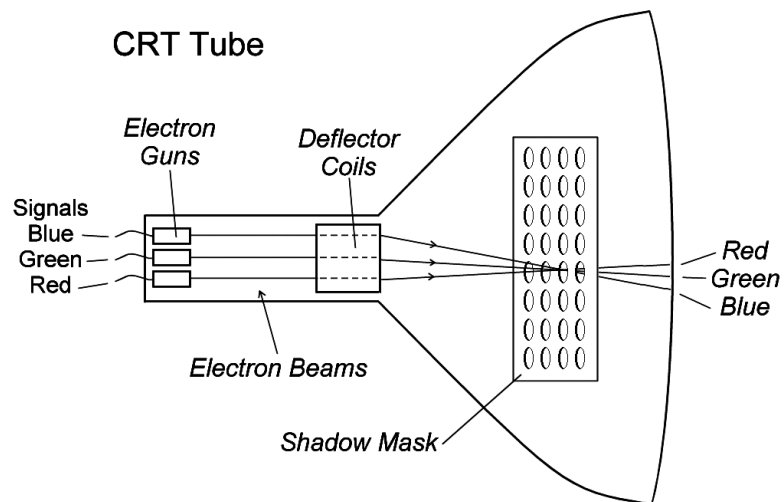 CRT Tube
Electron
Guns
Deflector
Coils
Signals
Blue
Green
Red
Red
Green
Blue
Electron Beams
Shadow Mask